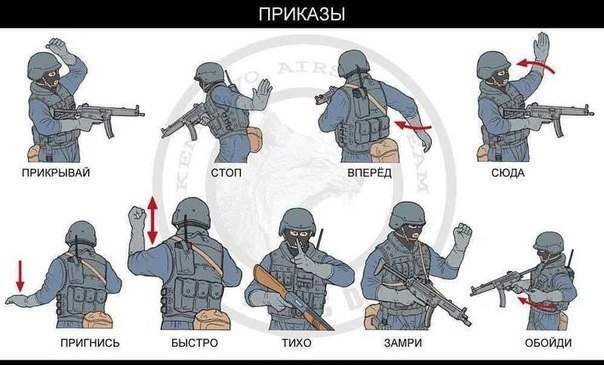 ПРИКАЗЫ
ПРИКРЫВАЙ
СТОП
ВПЕРЁД
СЮДА
ПРИГНИСЬ
БЫСТРО
ТИХО
ЗАМРИ
ОБОЙДИ